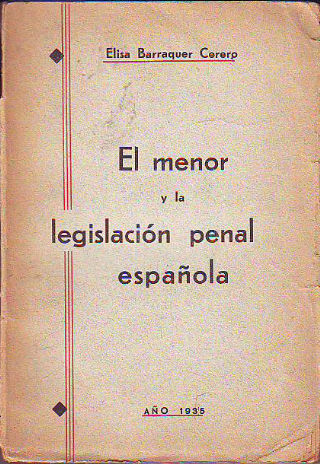 Elisa Barraquer Cerero
El menor
y la
legislación penal
española
AÑO 1935